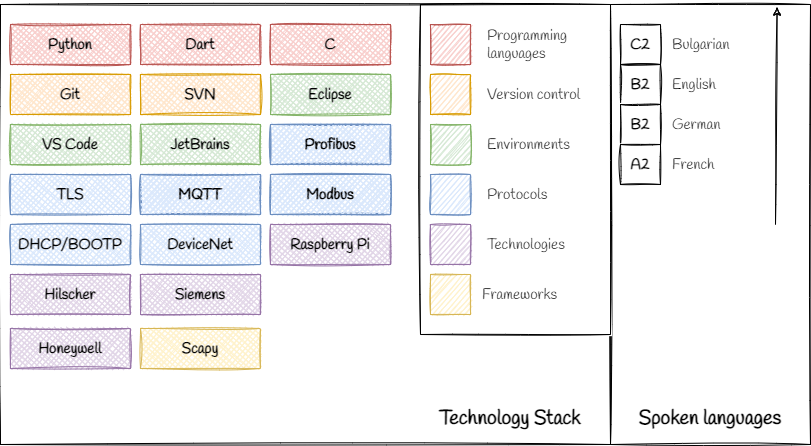 Python
Dart
C
Git
SVN
Eclipse
VS Code
JetBrains
Profibus
TLS
MQTT
Modbus
DHCP/BOOTP
DeviceNet
Raspberry Pi
Hilscher
Siemens
Honeywell
Scapy
Programming
languages
Version control
Environments
Protocols
Technologies
Frameworks
Technology Stack
C2 Bulgarian
B2 English
B2 German
A2 French
Spoken languages